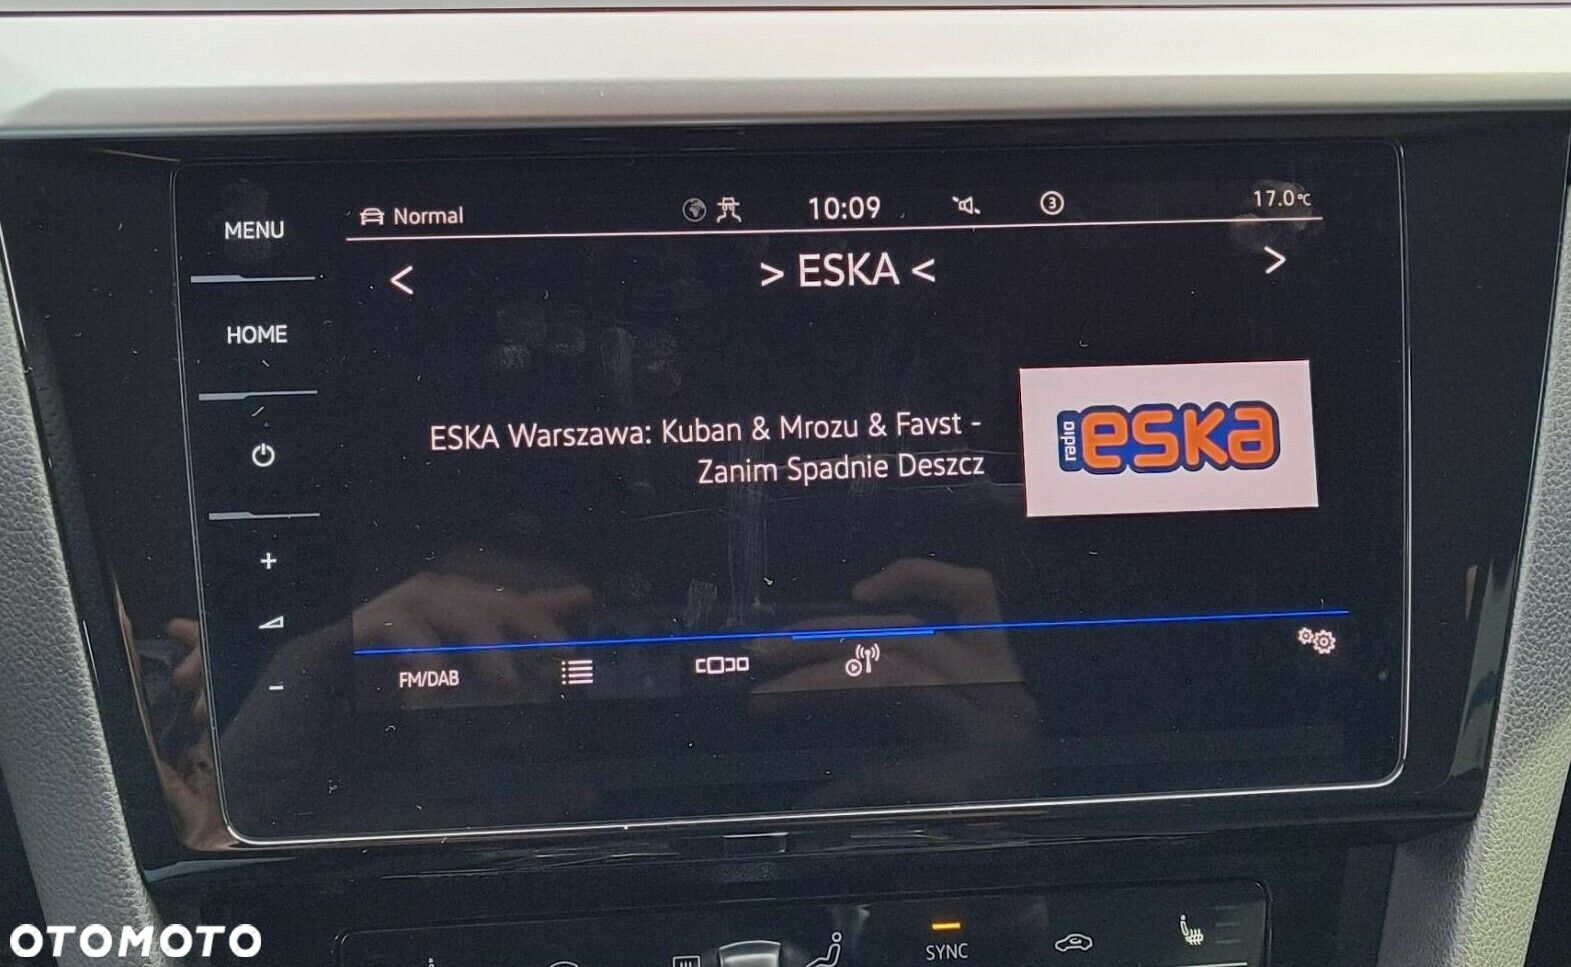 MENU
Normal
10:09
3
17.0°C
< > ESKA < >
HOME
ESKA Warszawa: Kuban & Mrozu & Favst -
Zanim Spadnie Deszcz
radio eska
+
-
FM/DAB
SYNC
OTOMOTO